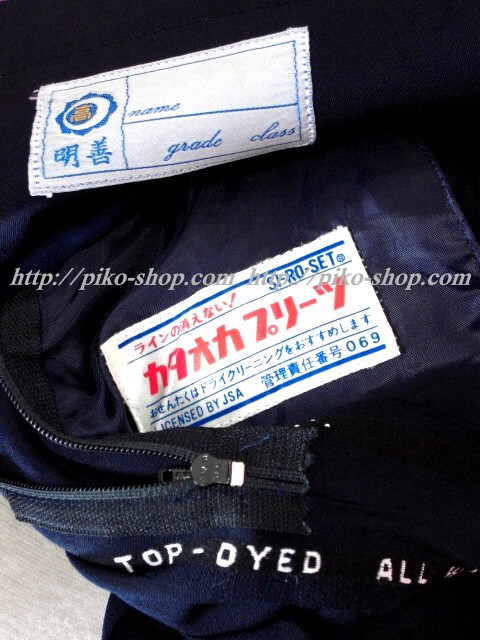 高
明善
name
grade class
http://piko-shop.com http://piko-shop.com
SERO-SET®
ラインの消えない!
カタオカプリーツ
おせんたくはドライクリーニングをおすすめします
LICENSED BY JSA 管理責任番号069
TOP-DYED ALL